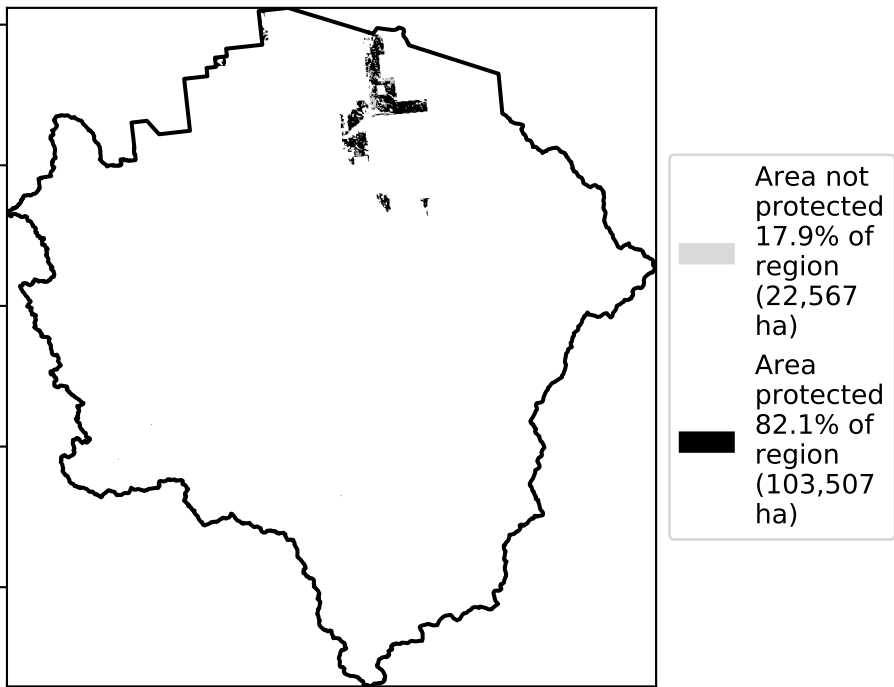 Area not
protected
17.9% of
region
(22,567
ha)
Area
protected
82.1% of
region
(103,507
ha)